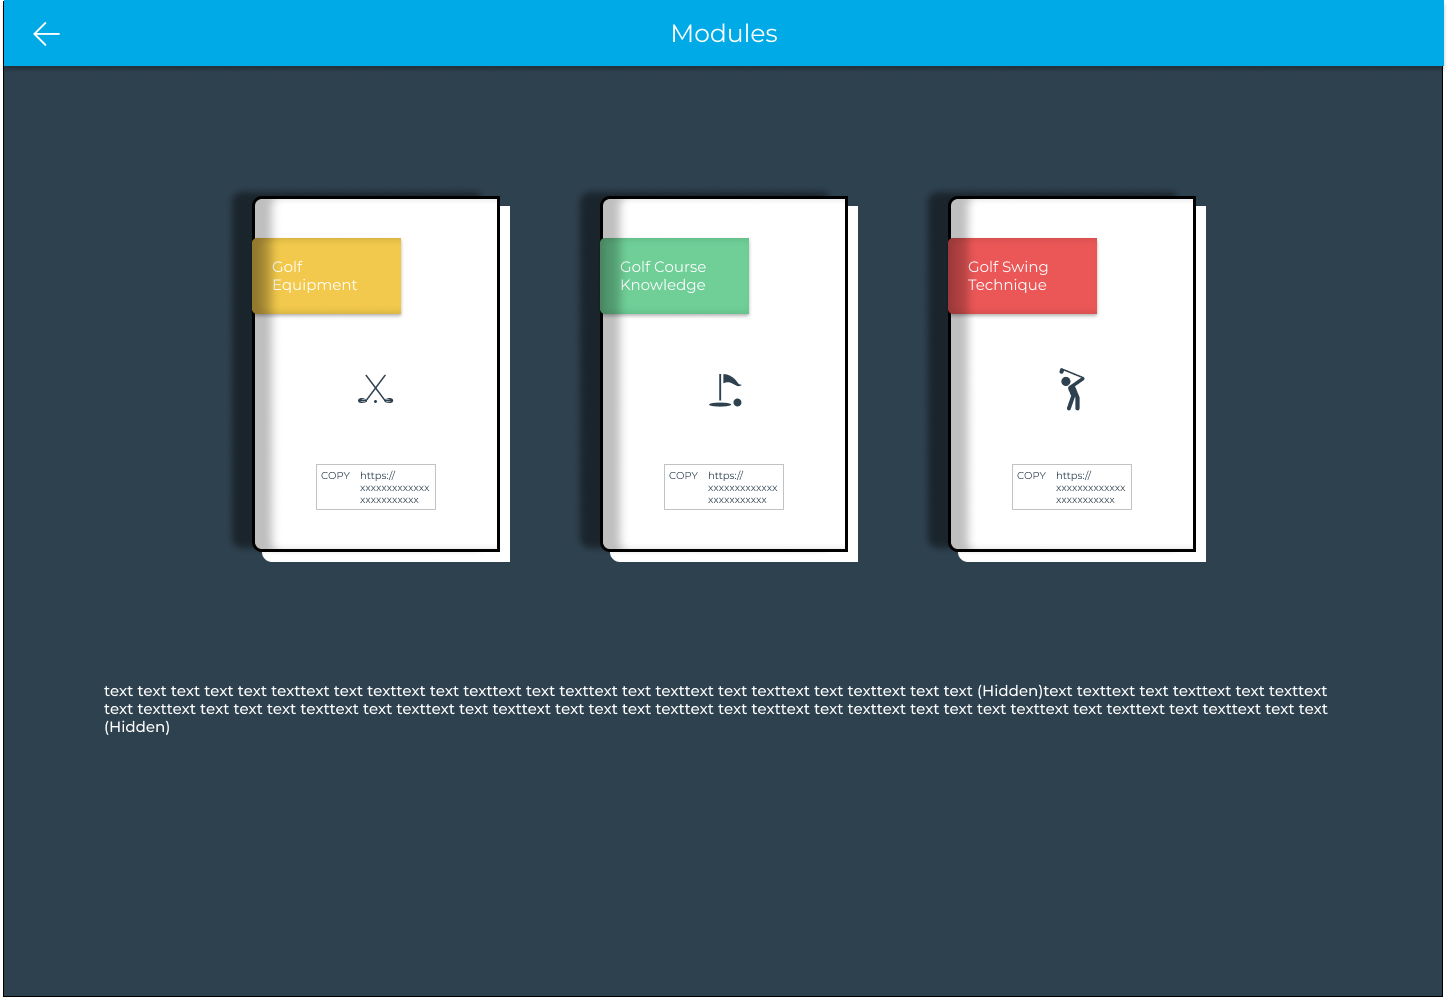 Modules
Golf
Equipment
COPY https://
xxxxxxxxxxxxx
xxxxxxxxxxx
Golf Course
Knowledge
COPY https://
xxxxxxxxxxxxx
xxxxxxxxxxx
Golf Swing
Technique
COPY https://
xxxxxxxxxxxxx
xxxxxxxxxxx
text text text text text texttext text texttext text texttext text texttext text texttext text texttext text texttext text text (Hidden)text texttext text texttext text texttext
text texttext text text text texttext text texttext text texttext text text text texttext text texttext text texttext text text text texttext text texttext text texttext text text
(Hidden)